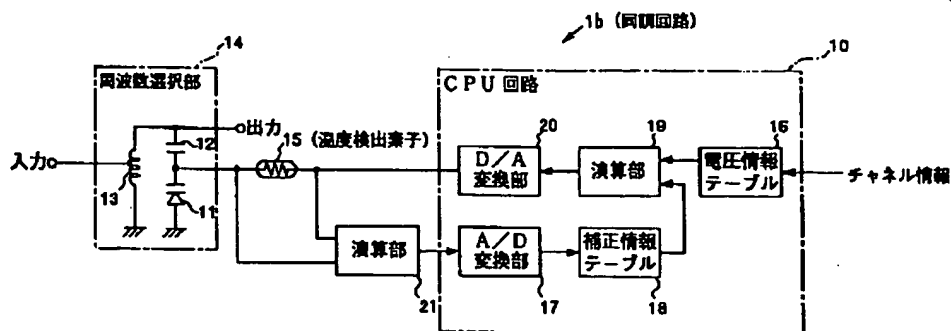 1b (同調回路)
14
10
周波数選択部
CPU 回路
出力
15 (温度検出素子)
12
20
19
16
入力
D/A
変換部
演算部
電圧情報
テーブル
チャネル情報
13
11
演算部
A/D
変換部
補正情報
テーブル
21
17
18